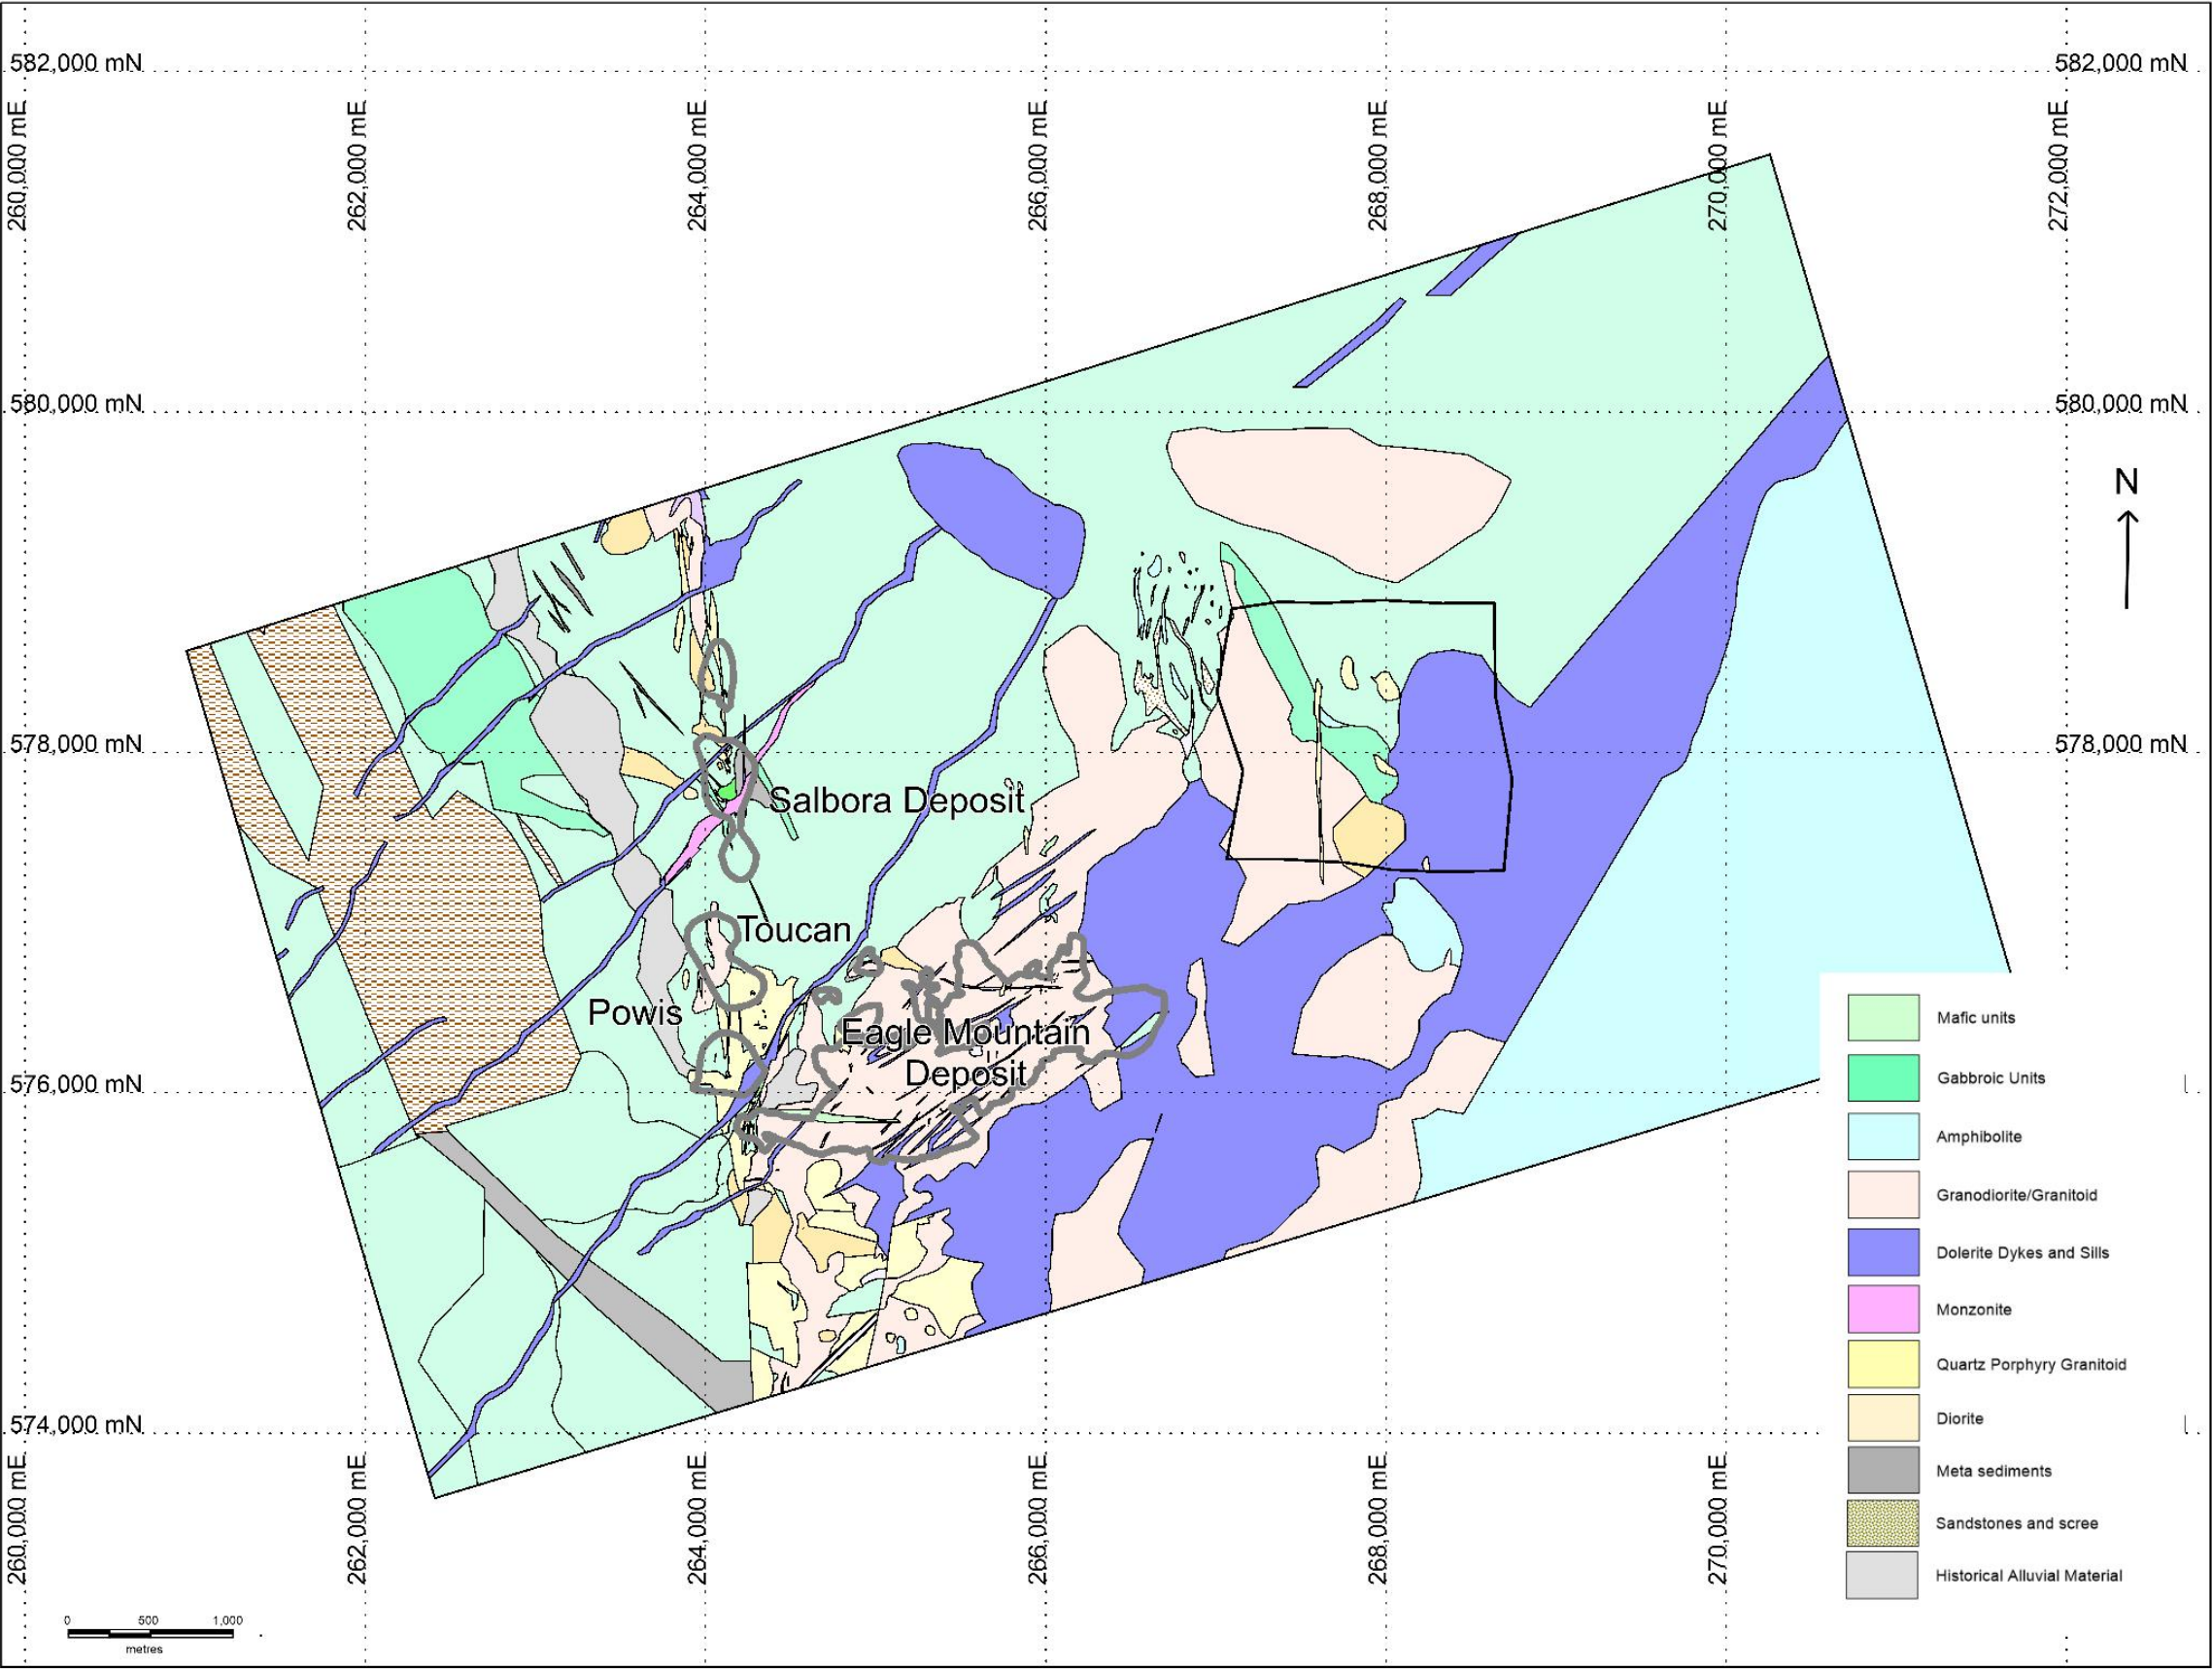 582,000 mN
582,000 mN
260,000 mE
262,000 mE
264,000 mE
266,000 mE
268,000 mE
270,000 mE
272,000 mE
580,000 mN
580,000 mN
N
578,000 mN
578,000 mN
Salbora Deposit
Toucan
Powis
Eagle Mountain
Deposit
576,000 mN
574,000 mN
Mafic units
Gabbroic Units
Amphibolite
Granodiorite/Granitoid
Dolerite Dykes and Sills
Monzonite
Quartz Porphyry Granitoid
Diorite
Meta sediments
Sandstones and scree
Historical Alluvial Material
260,000 mE
262,000 mE
264,000 mE
266,000 mE
268,000 mE
270,000 mE
0 500 1,000
metres